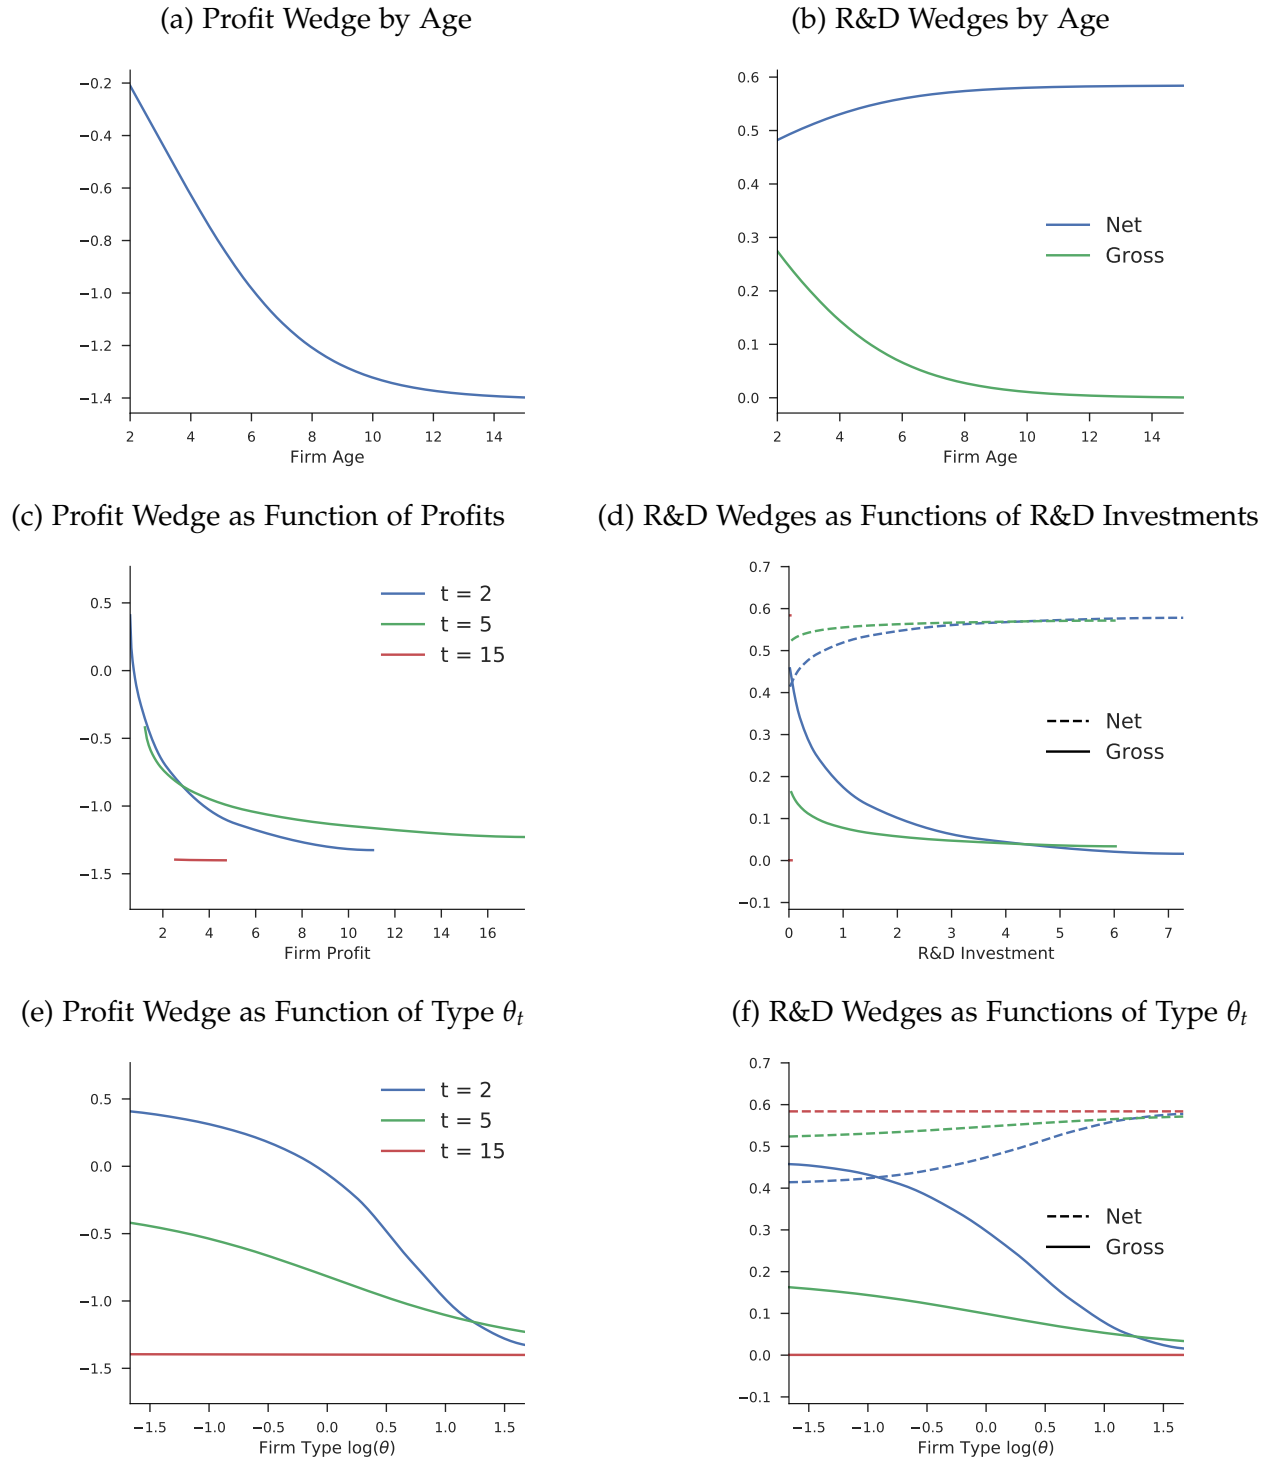 (a) Profit Wedge by Age
−0.2
−0.4
−0.6
−0.8
−1.0
−1.2
−1.4
2 4 6 8 10 12 14
Firm Age
(b) R&D Wedges by Age
0.6
0.5
0.4
0.3
0.2
0.1
0.0
Net
Gross
2 4 6 8 10 12 14
Firm Age
(c) Profit Wedge as Function of Profits
0.5
0.0
−0.5
−1.0
−1.5
t = 2
t = 5
t = 15
2 4 6 8 10 12 14 16
Firm Profit
(d) R&D Wedges as Functions of R&D Investments
0.7
0.6
0.5
0.4
0.3
0.2
0.1
0.0
−0.1
Net
Gross
0 1 2 3 4 5 6 7
R&D Investment
(e) Profit Wedge as Function of Type θt
0.5
0.0
−0.5
−1.0
−1.5
t = 2
t = 5
t = 15
−1.5 −1.0 −0.5 0.0 0.5 1.0 1.5
Firm Type log(θ)
(f) R&D Wedges as Functions of Type θt
0.7
0.6
0.5
0.4
0.3
0.2
0.1
0.0
−0.1
Net
Gross
−1.5 −1.0 −0.5 0.0 0.5 1.0 1.5
Firm Type log(θ)